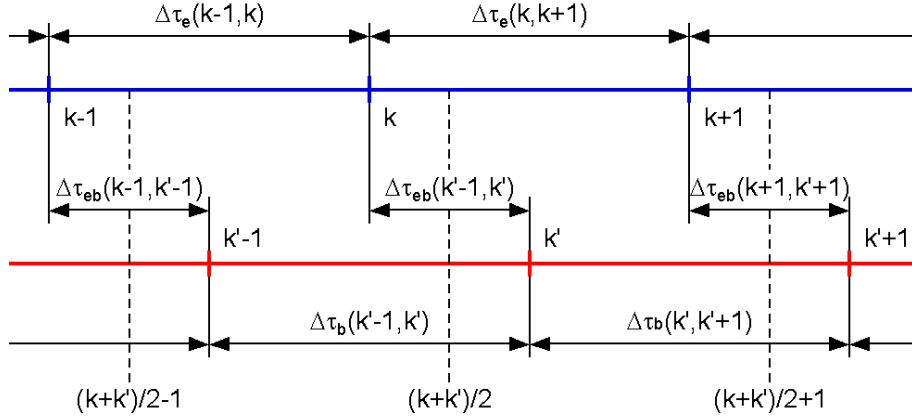 Δτe(k-1,k) Δτe(k,k+1)
k-1 k k+1
Δτeb(k-1,k'-1) Δτeb(k'-1,k') Δτeb(k+1,k'+1)
k'-1 k' k'+1
Δτb(k'-1,k') Δτb(k',k'+1)
(k+k')/2-1 (k+k')/2 (k+k')/2+1